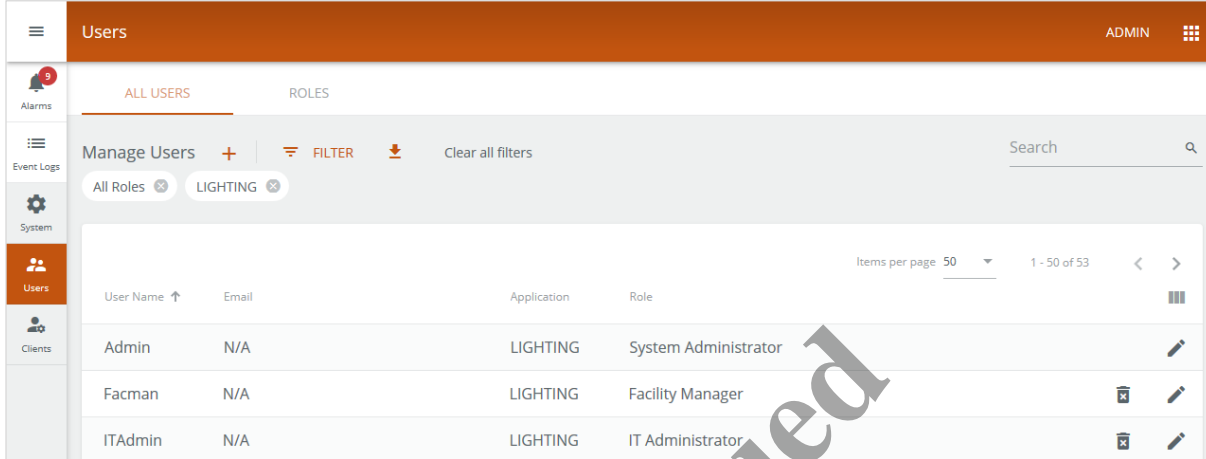 Users
ADMIN
9
Alarms
ALL USERS ROLES
Event Logs
Manage Users + FILTER Clear all filters Search
All Roles LIGHTING
System
Items per page 50 1 - 50 of 53
Users
User Name Email Application Role
Clients
Admin N/A LIGHTING System Administrator
Facman N/A LIGHTING Facility Manager
ITAdmin N/A LIGHTING IT Administrator